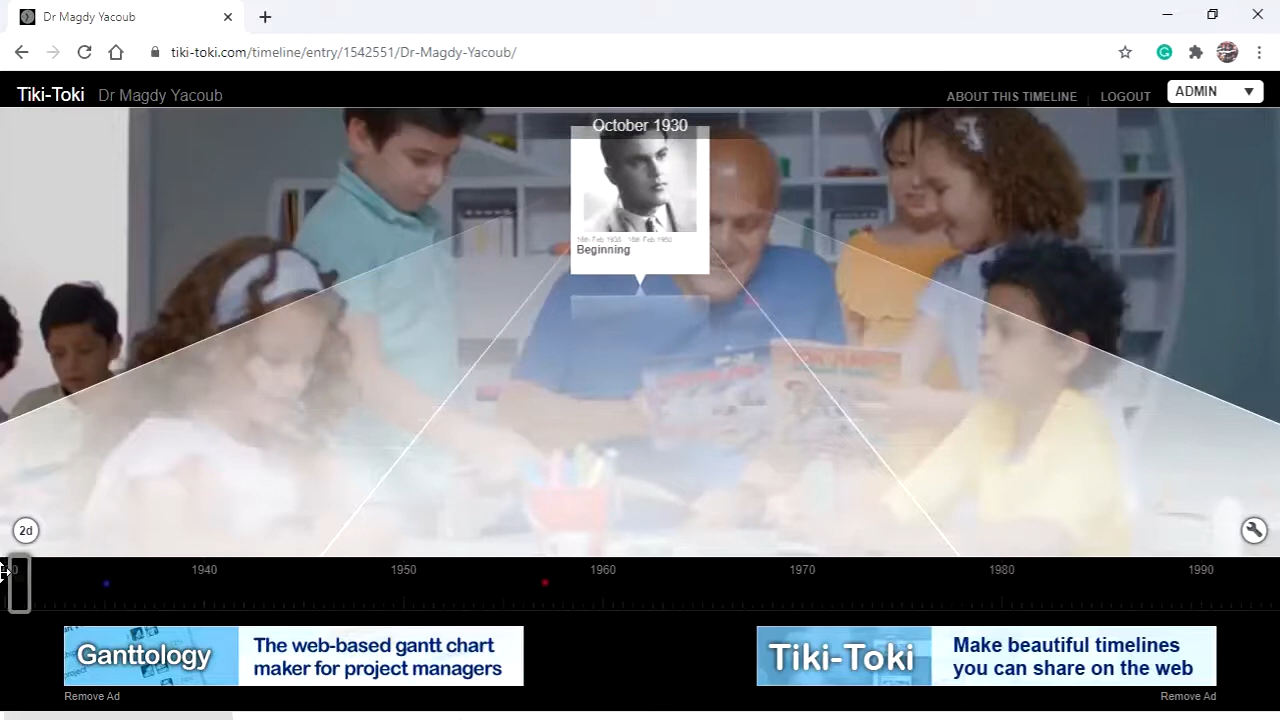 Dr Magdy Yacoub
tiki-toki.com/timeline/entry/1542551/Dr-Magdy-Yacoub/
Tiki-Toki Dr Magdy Yacoub
ABOUT THIS TIMELINE LOGOUT ADMIN
October 1930
Beginning
2d
1940 1950 1960 1970 1980 1990
Ganttology
The web-based gantt chart
maker for project managers
Tiki-Toki
Make beautiful timelines
you can share on the web
Remove Ad Remove Ad